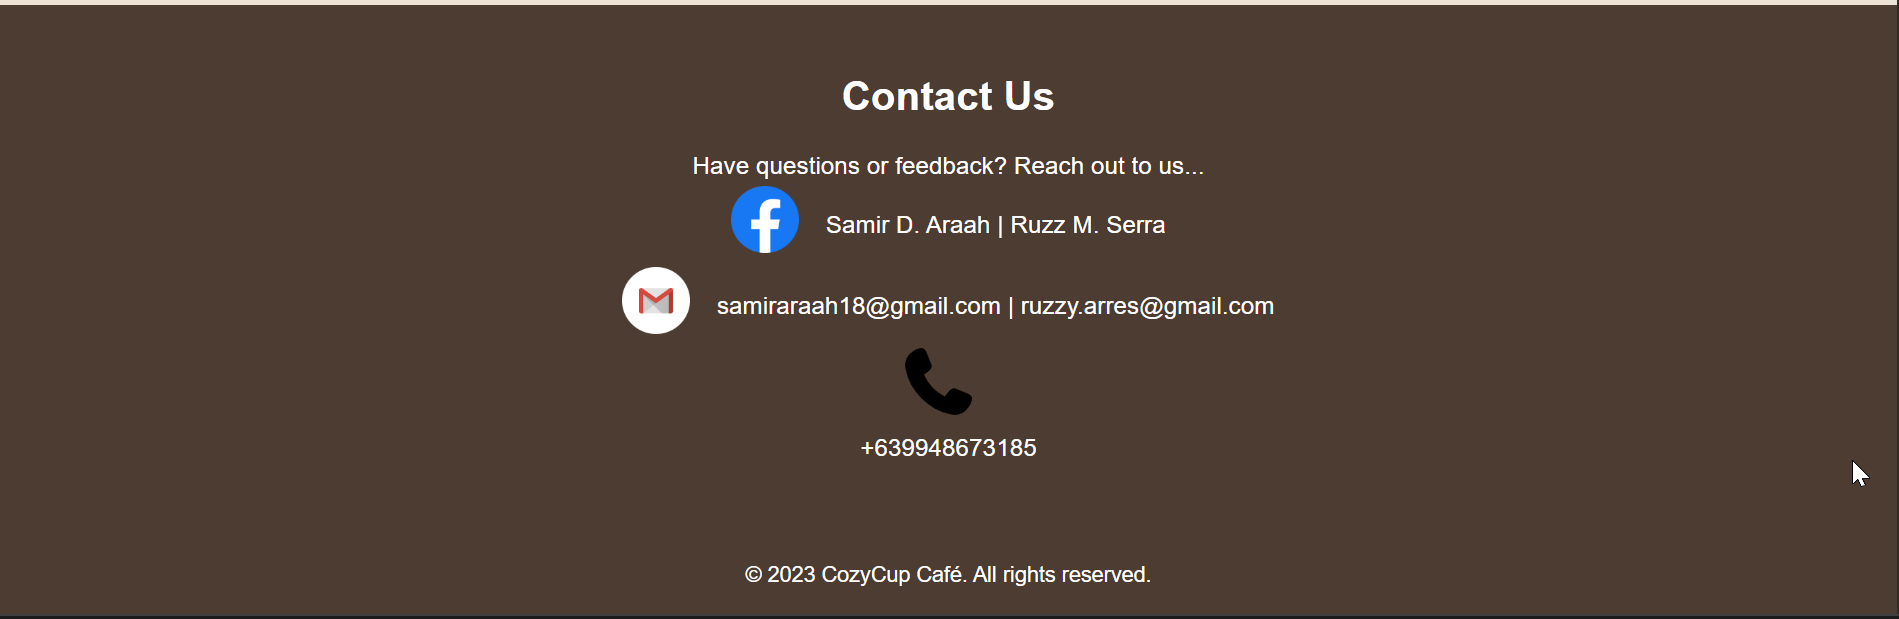 Contact Us
Have questions or feedback? Reach out to us...
Samir D. Araah | Ruzz M. Serra
samiraraah18@gmail.com | ruzzy.arres@gmail.com
+639948673185
© 2023 CozyCup Café. All rights reserved.